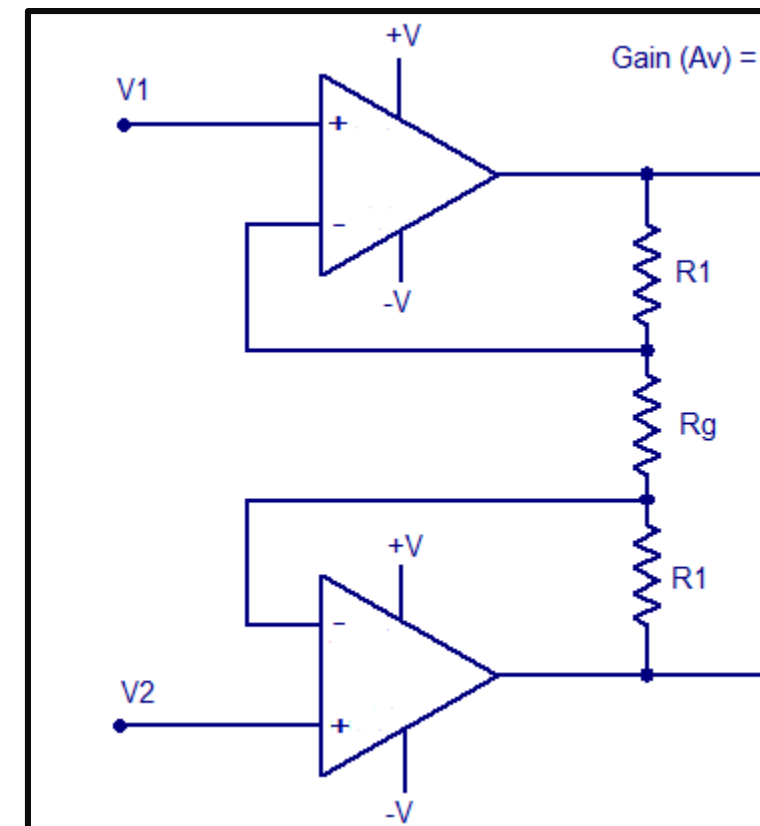 +V
Gain (Av) =
V1
+
-
R1
-V
Rg
+V
R1
-
V2
+
-V